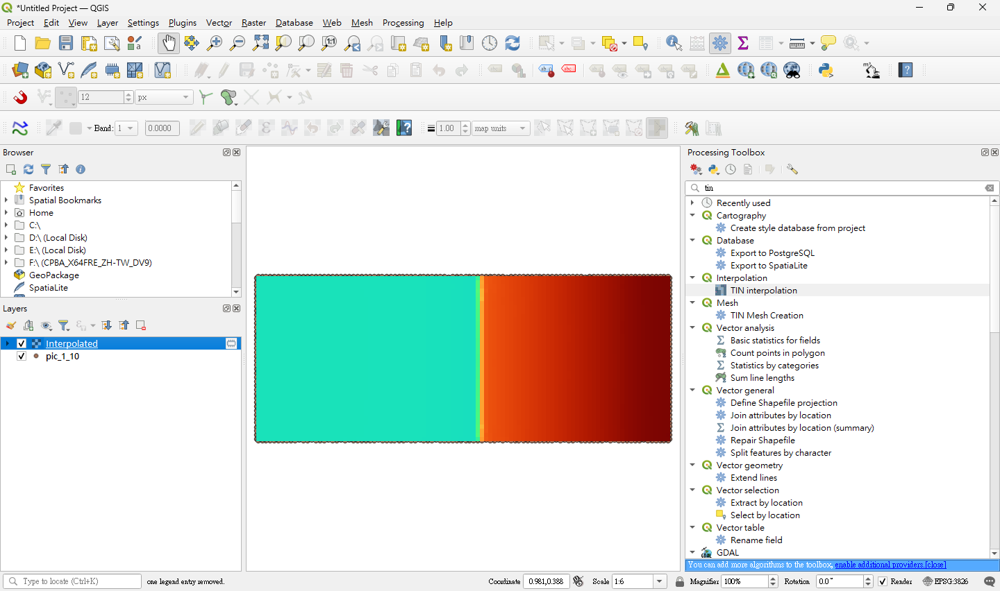 *Untitled Project — QGIS
Project Edit View Layer Settings Plugins Vector Raster Database Web Mesh Processing Help
12 px
Band: 1 0.0000 1.00 map units
Browser
Favorites
Spatial Bookmarks
Home
C:\
D:\ (Local Disk)
E:\ (Local Disk)
F:\ (CPBA_X64FRE_ZH-TW_DV9)
GeoPackage
SpatiaLite
Layers
Interpolated
pic_1_10
Processing Toolbox
tin
Recently used
Cartography
Create style database from project
Database
Export to PostgreSQL
Export to SpatiaLite
Interpolation
TIN interpolation
Mesh
TIN Mesh Creation
Vector analysis
Basic statistics for fields
Count points in polygon
Statistics by categories
Sum line lengths
Vector general
Define Shapefile projection
Join attributes by location
Join attributes by location (summary)
Repair Shapefile
Split features by character
Vector geometry
Extend lines
Vector selection
Extract by location
Select by location
Vector table
Rename field
GDAL
You can add more algorithms to the toolbox, enable additional providers. [close]
Type to locate (Ctrl+K) one legend entry removed. Coordinate 0.981,0.388 Scale 1:6 Magnifier 100% Rotation 0.0 ° Render EPSG:3826